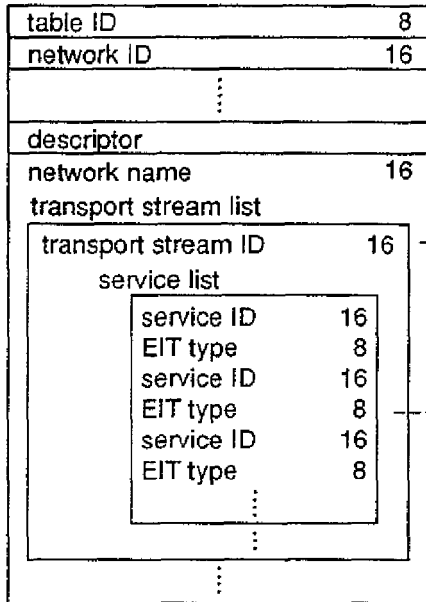 table ID 8
network ID 16
descriptor
network name 16
transport stream list
transport stream ID 16
service list
service ID 16
EIT type 8
service ID 16
EIT type 8
service ID 16
EIT type 8